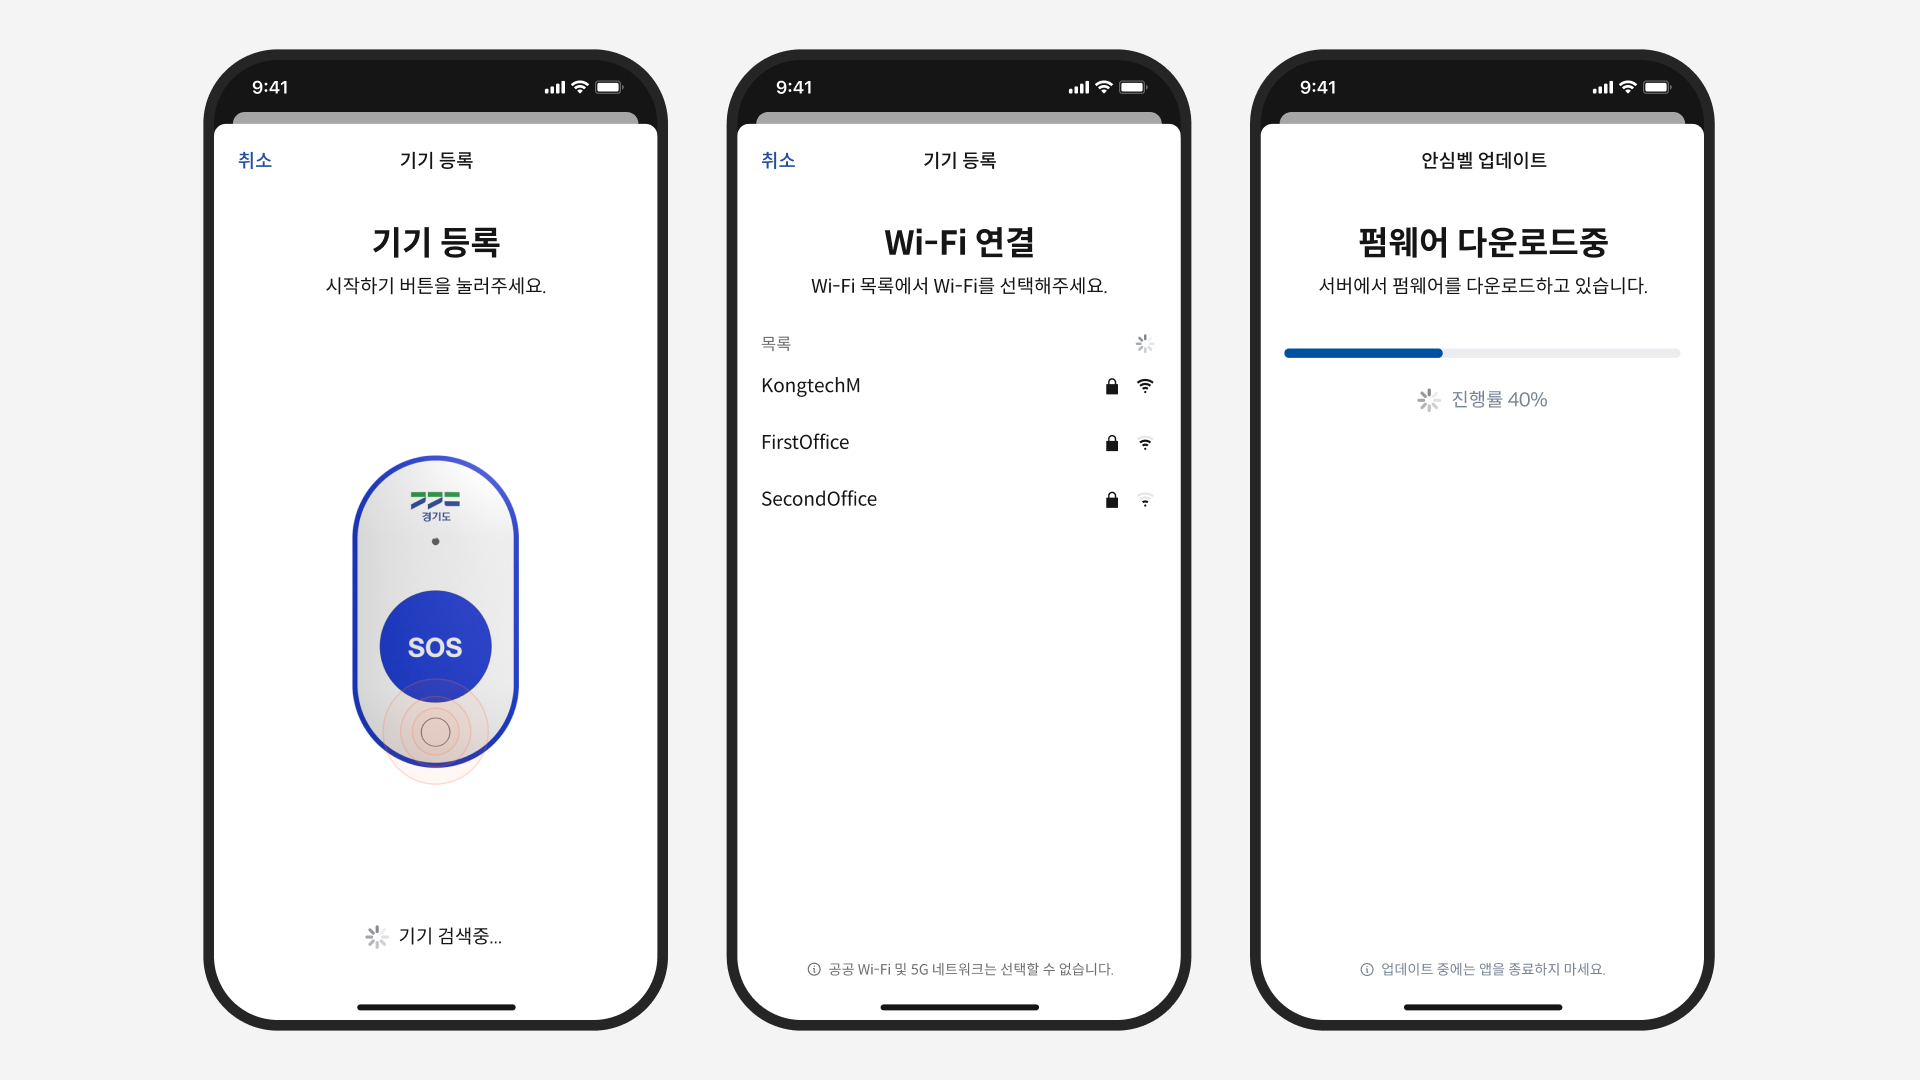 9:41
취소
기기 등록
기기 등록
시작하기 버튼을 눌러주세요.
경기도
SOS
기기 검색중...
9:41
취소
기기 등록
Wi-Fi 연결
Wi-Fi 목록에서 Wi-Fi를 선택해주세요.
목록
KongtechM
FirstOffice
SecondOffice
공공 Wi-Fi 및 5G 네트워크는 선택할 수 없습니다.
9:41
안심벨 업데이트
펌웨어 다운로드중
서버에서 펌웨어를 다운로드하고 있습니다.
진행률 40%
업데이트 중에는 앱을 종료하지 마세요.